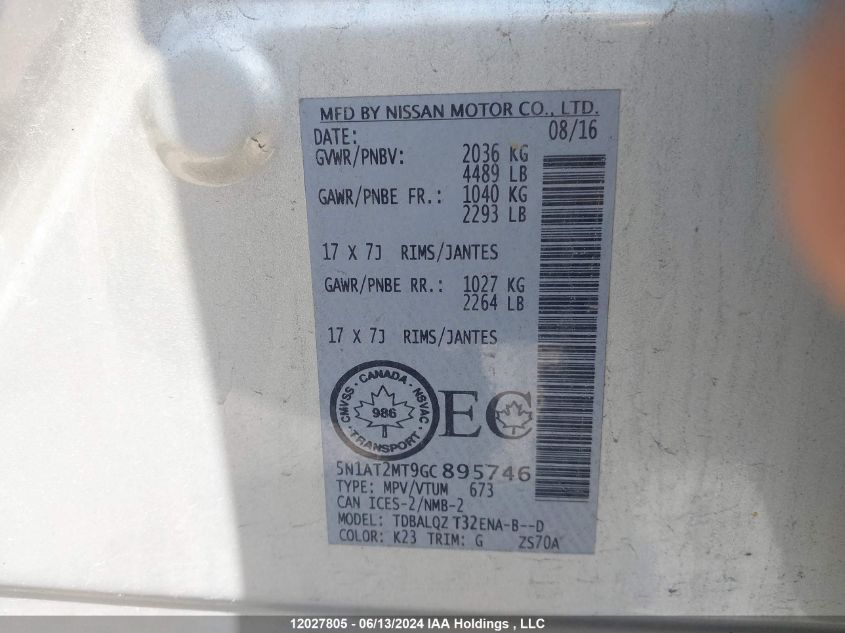 MFD BY NISSAN MOTOR CO., LTD.
DATE: 08/16
GVWR/PNBV: 2036 KG
4489 LB
GAWR/PNBE FR.: 1040 KG
2293 LB
17 X 7J RIMS/JANTES
GAWR/PNBE RR.: 1027 KG
2264 LB
17 X 7J RIMS/JANTES
CMVSS · CANADA · NSVAC · TRANSPORT ·
986
EC
5N1AT2MT9GC895746
TYPE: MPV/VTUM 673
CAN ICES-2/NMB-2
MODEL: TDBALQZ T32ENA-B--D
COLOR: K23 TRIM: G ZS70A
12027805 - 06/13/2024 IAA Holdings , LLC